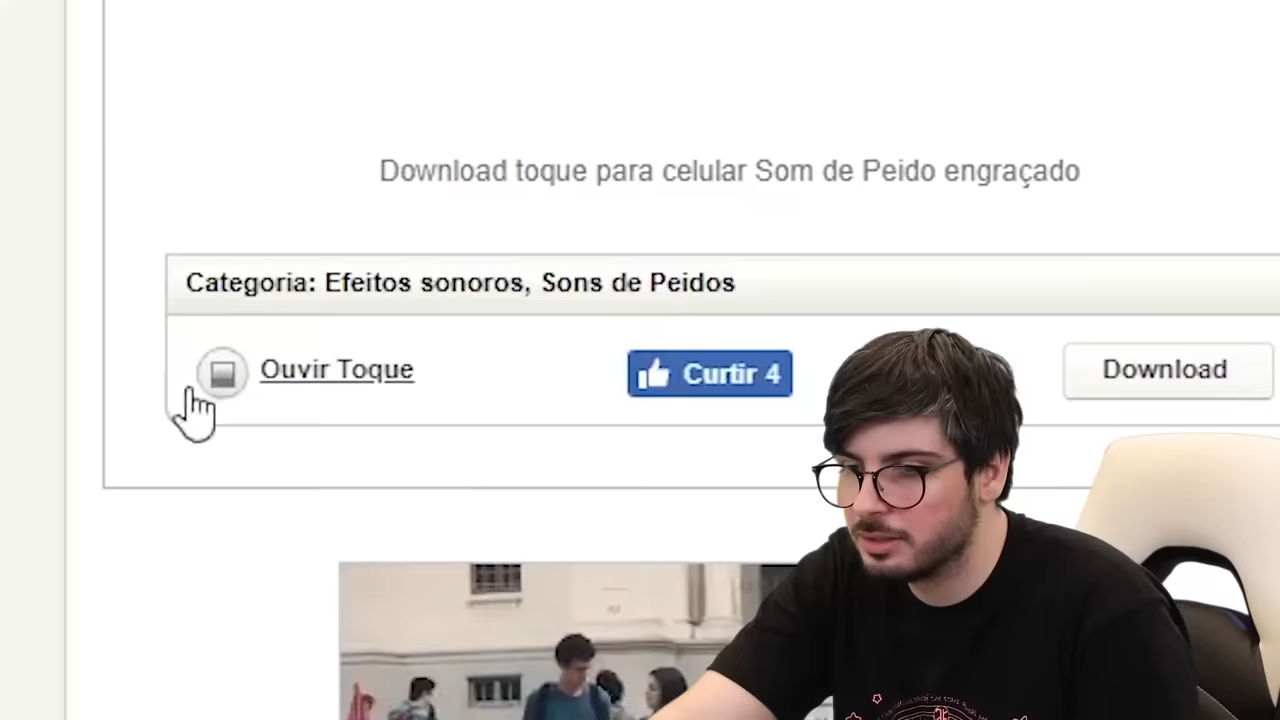 Download toque para celular Som de Peido engraçado
Categoria: Efeitos sonoros, Sons de Peidos
Ouvir Toque
Curtir 4
Download